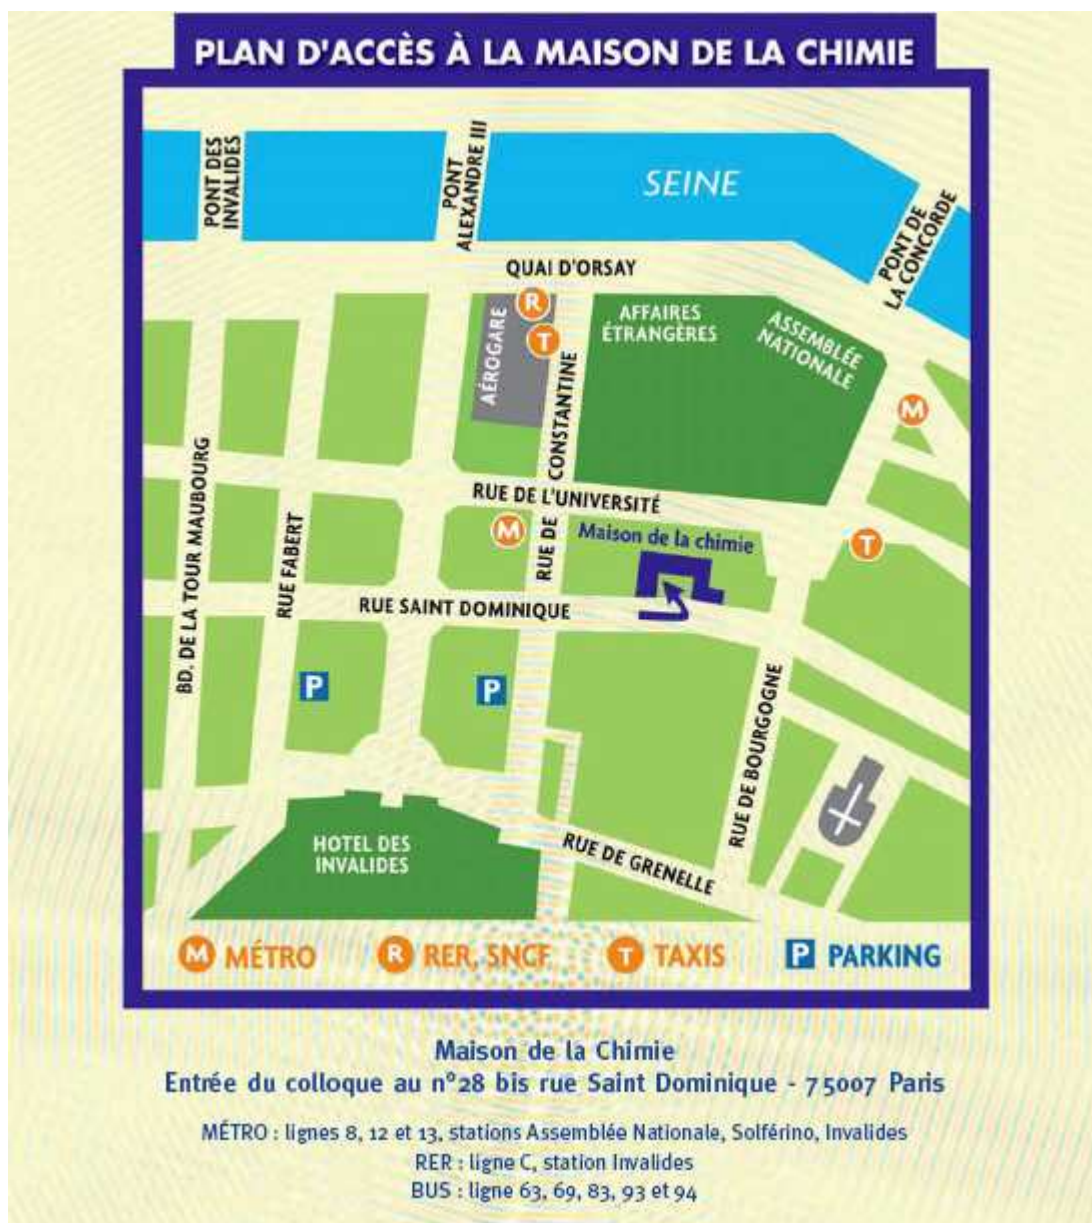 PLAN D'ACCÈS À LA MAISON DE LA CHIMIE
PONT DES
INVALIDES
PONT
ALEXANDRE III
SEINE
PONT DE
LA CONCORDE
QUAI D'ORSAY
R
T
AÉROGARE
AFFAIRES
ÉTRANGÈRES
ASSEMBLÉE
NATIONALE
M
RUE DE CONSTANTINE
RUE DE L'UNIVERSITÉ
BD. DE LA TOUR MAUBOURG
RUE FABERT
M
Maison de la chimie
T
RUE SAINT DOMINIQUE
P
P
RUE DE BOURGOGNE
HOTEL DES
INVALIDES
RUE DE GRENELLE
M MÉTRO
R RER, SNCF
T TAXIS
P PARKING
Maison de la Chimie
Entrée du colloque au n°28 bis rue Saint Dominique - 75007 Paris
MÉTRO : lignes 8, 12 et 13, stations Assemblée Nationale, Solférino, Invalides
RER : ligne C, station Invalides
BUS : ligne 63, 69, 83, 93 et 94